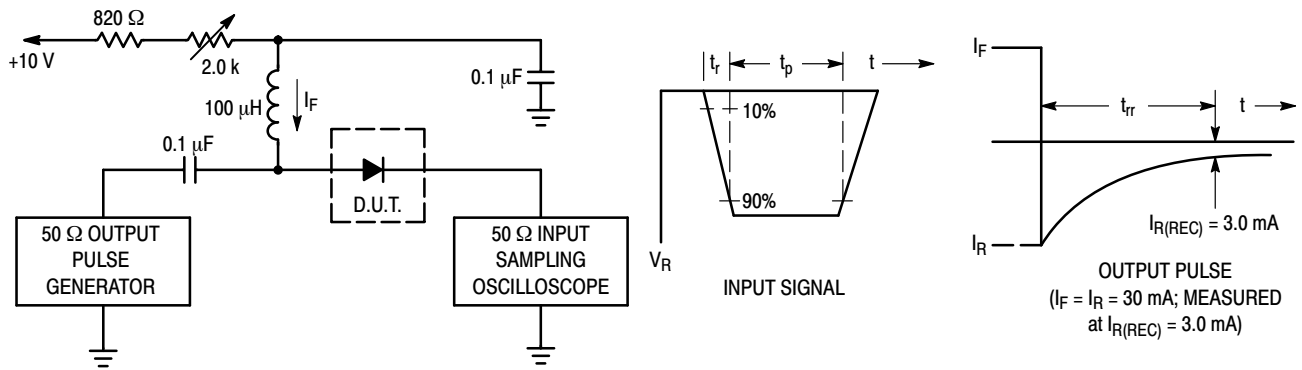 820 Ω
+10 V
2.0 k
100 μH
I_F
0.1 μF
0.1 μF
D.U.T.
50 Ω OUTPUT
PULSE
GENERATOR
50 Ω INPUT
SAMPLING
OSCILLOSCOPE
t_r
t_p
t
10%
90%
V_R
INPUT SIGNAL
I_F
t_rr
t
I_R
I_R(REC) = 3.0 mA
OUTPUT PULSE
(I_F = I_R = 30 mA; MEASURED
at I_R(REC) = 3.0 mA)